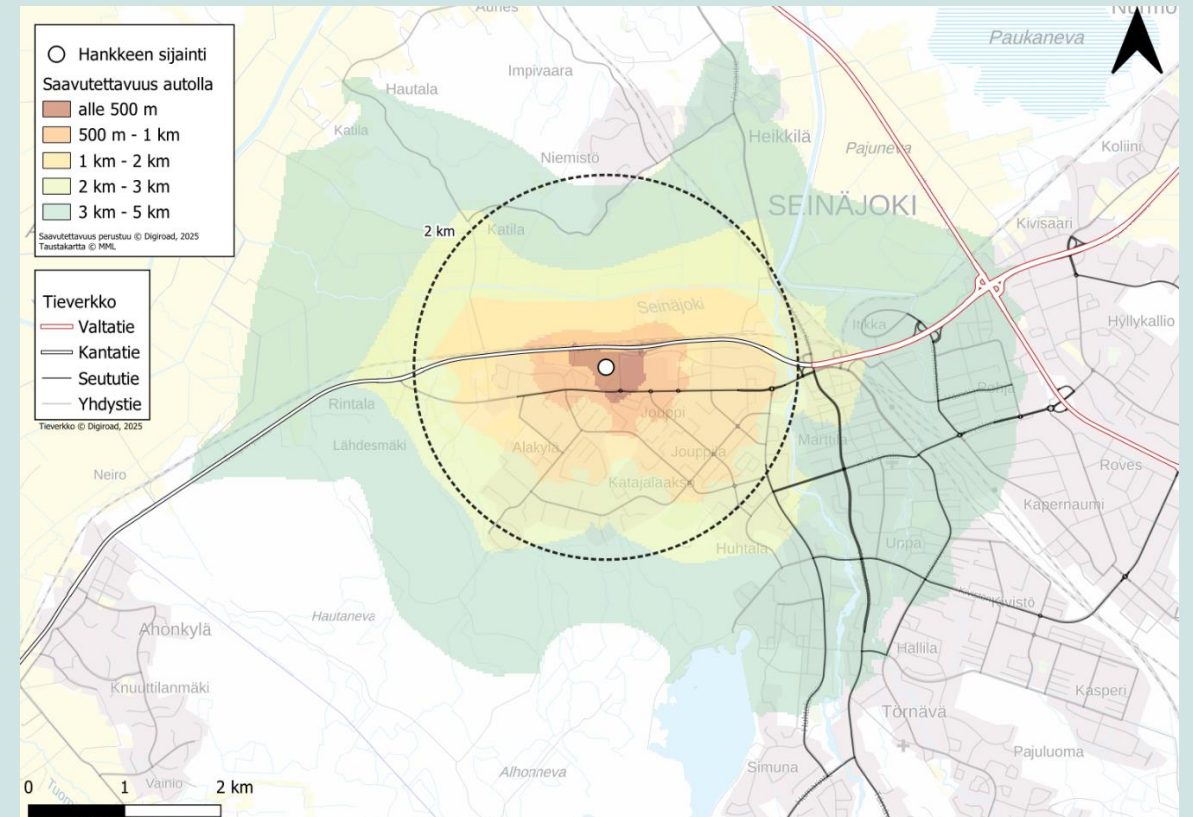 Hankkeen sijainti
Saavutettavuus autolla
alle 500 m
500 m - 1 km
1 km - 2 km
2 km - 3 km
3 km - 5 km
Saavutettavuus perustuu © Digiroad, 2025
Taustakartta © MML
Tieverkko
Valtatie
Kantatie
Seututie
Yhdystie
Tieverkko © Digiroad, 2025
Nurmo
Paukaneva
Impivaara
Hautala
Katila
Heikkilä
Pajuneva
Koliini
Niemistö
SEINÄJOKI
Kivisaari
2 km
Katila
Seinäjoki
Itikka
Hyllykallio
Rintala
Jouppi
Lähdesmäki
Alakylä
Jouppila
Marttila
Roves
Neiro
Kapernaumi
Huhtala
Uppa
Kivistö
Hautaneva
Ahonkylä
Hallila
Knuuttilanmäki
Kasperi
Törnävä
Pajuluoma
Simuna
Alhonneva
Vainio
0 1 2 km